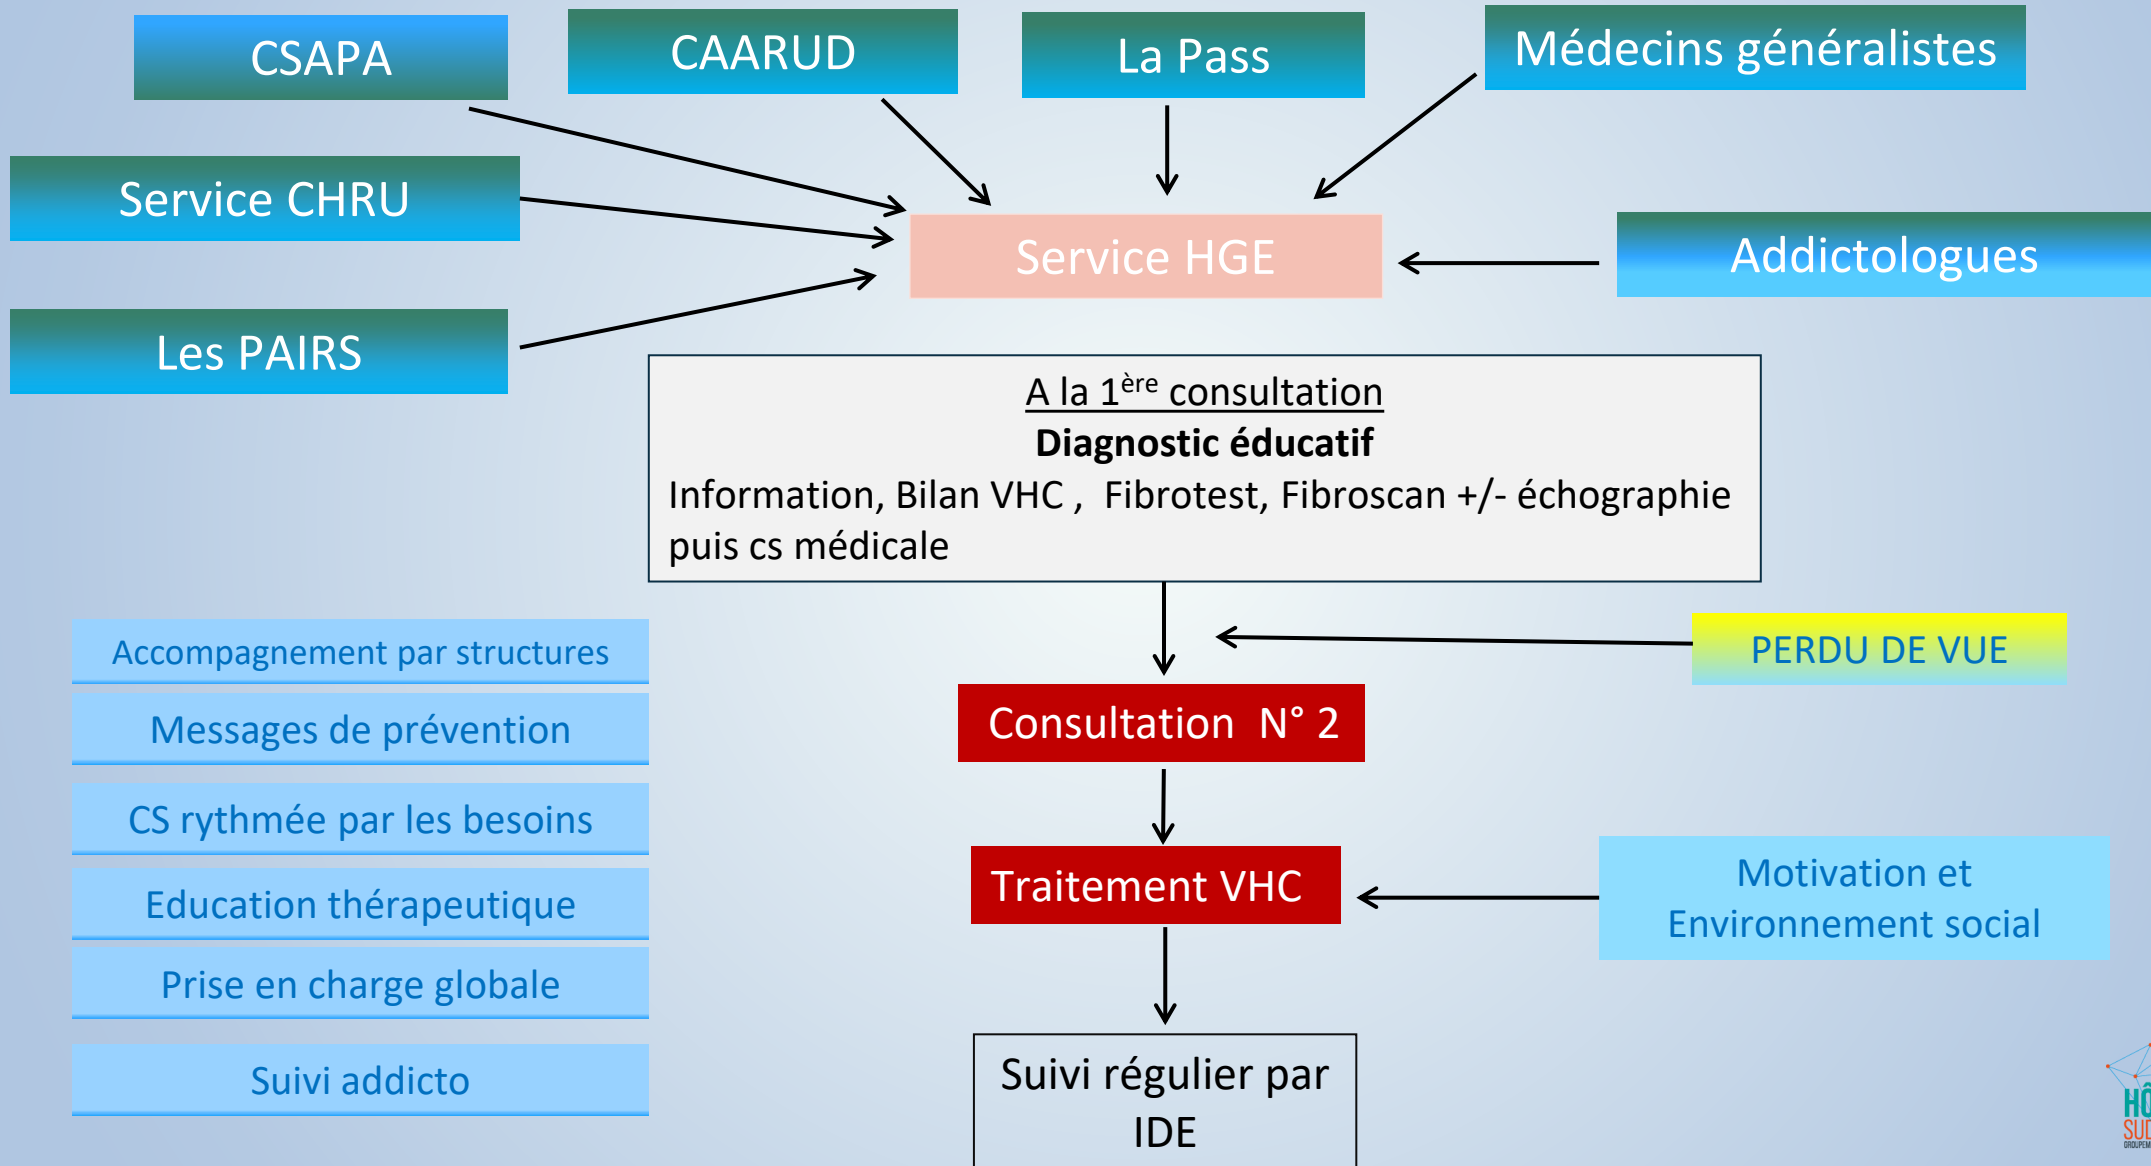 CSAPA
CAARUD
La Pass
Médecins généralistes
Service CHRU
Service HGE
Addictologues
Les PAIRS
A la 1ère consultation
Diagnostic éducatif
Information, Bilan VHC , Fibrotest, Fibroscan +/- échographie
puis cs médicale
Accompagnement par structures
PERDU DE VUE
Messages de prévention
Consultation N° 2
CS rythmée par les besoins
Traitement VHC
Motivation et
Environnement social
Education thérapeutique
Prise en charge globale
Suivi addicto
Suivi régulier par
IDE